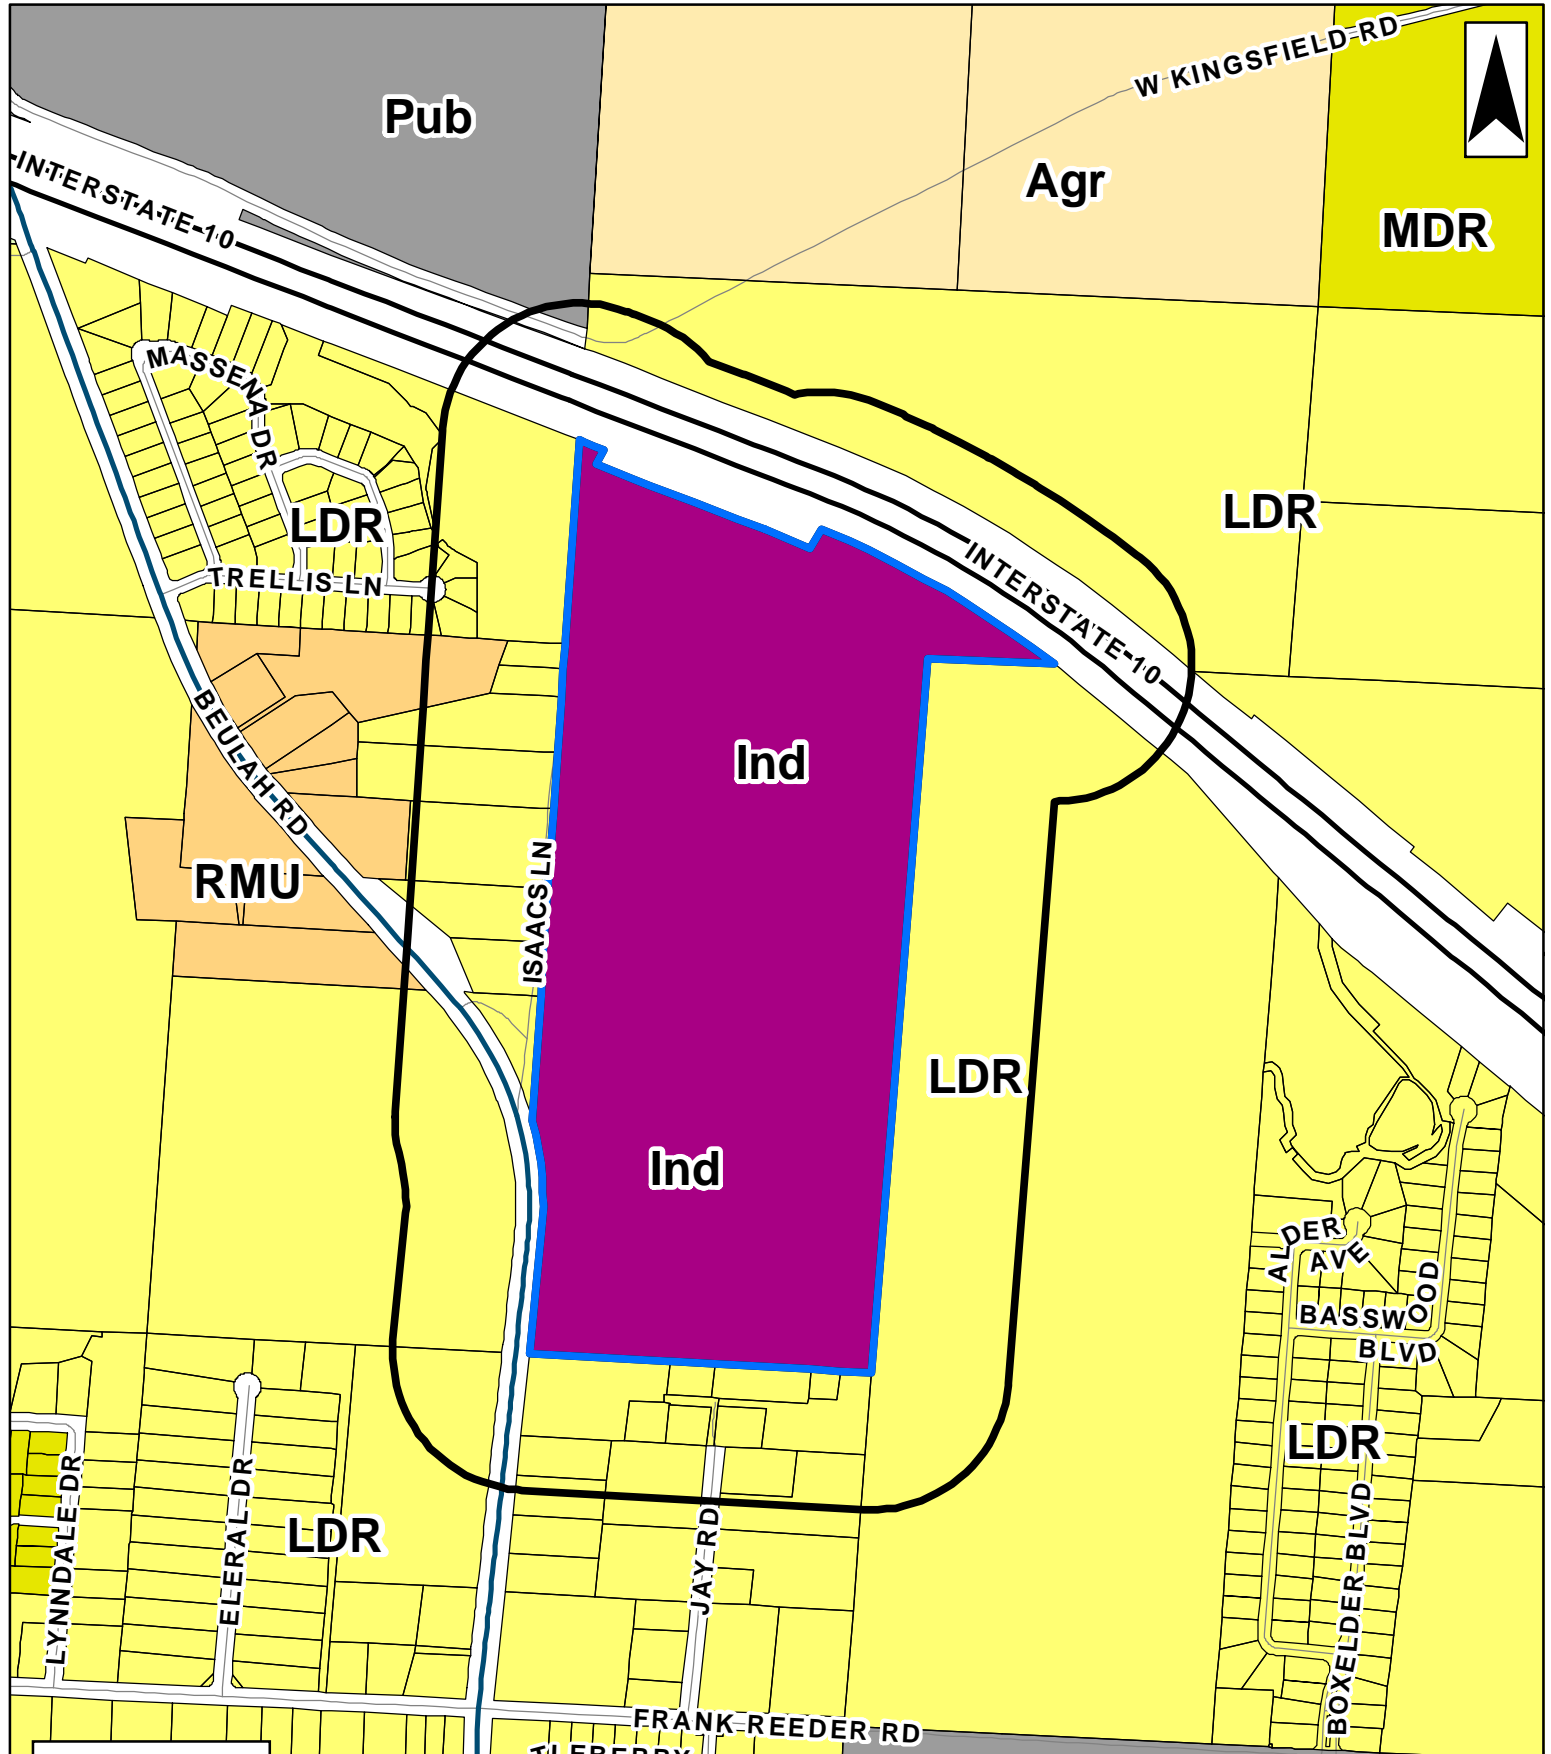 W KINGSFIELD RD
Pub
INTERSTATE 10
Agr
MDR
MASSENA DR
LDR
LDR
TRELLIS LN
INTERSTATE 10
BEULAH RD
Ind
RMU
ISAACS LN
LDR
Ind
ALDER AVE
BASSWOOD BLVD
LDR
LYNNDALE DR
ELERAL DR
LDR
JAY RD
BOXELDER BLVD
FRANK REEDER RD